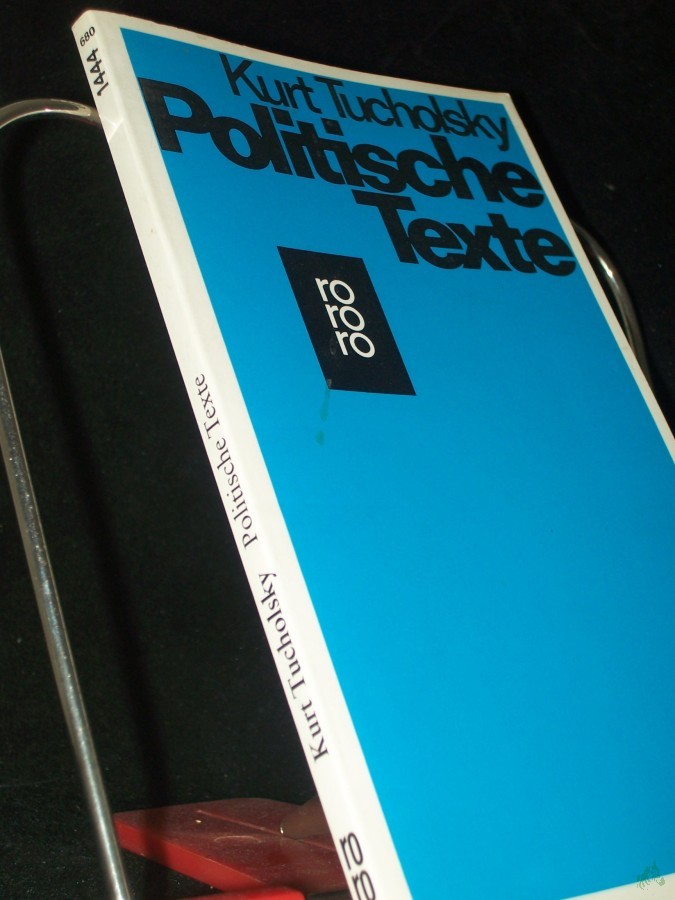 680
1444
Kurt Tucholsky
Politische
Texte
ro
ro
ro
Kurt Tucholsky Politische Texte
ro
ro